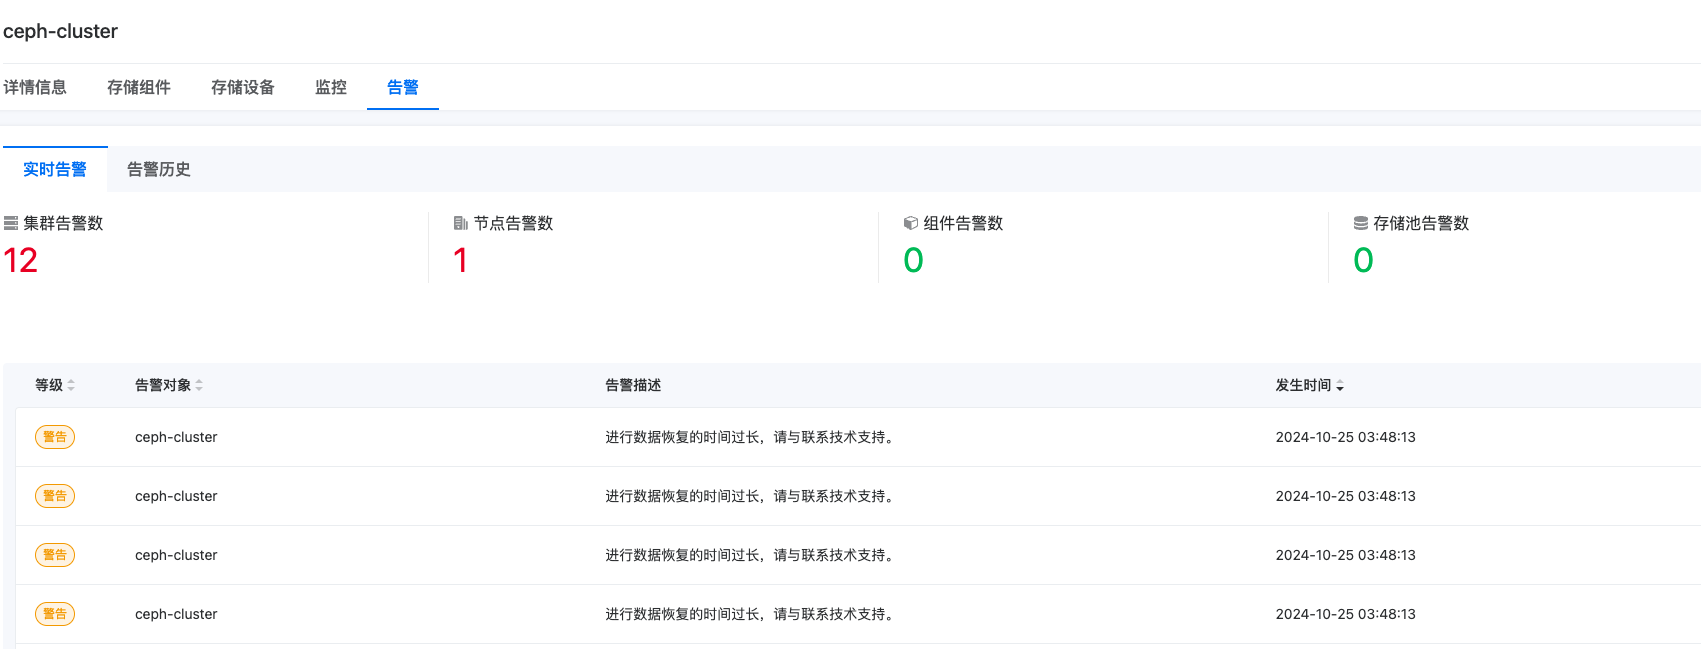 ceph-cluster
详情信息 存储组件 存储设备 监控 告警
实时告警 告警历史
集群告警数 节点告警数 组件告警数 存储池告警数
12 1 0 0
等级 告警对象 告警描述 发生时间
警告 ceph-cluster 进行数据恢复的时间过长，请与联系技术支持。 2024-10-25 03:48:13
警告 ceph-cluster 进行数据恢复的时间过长，请与联系技术支持。 2024-10-25 03:48:13
警告 ceph-cluster 进行数据恢复的时间过长，请与联系技术支持。 2024-10-25 03:48:13
警告 ceph-cluster 进行数据恢复的时间过长，请与联系技术支持。 2024-10-25 03:48:13